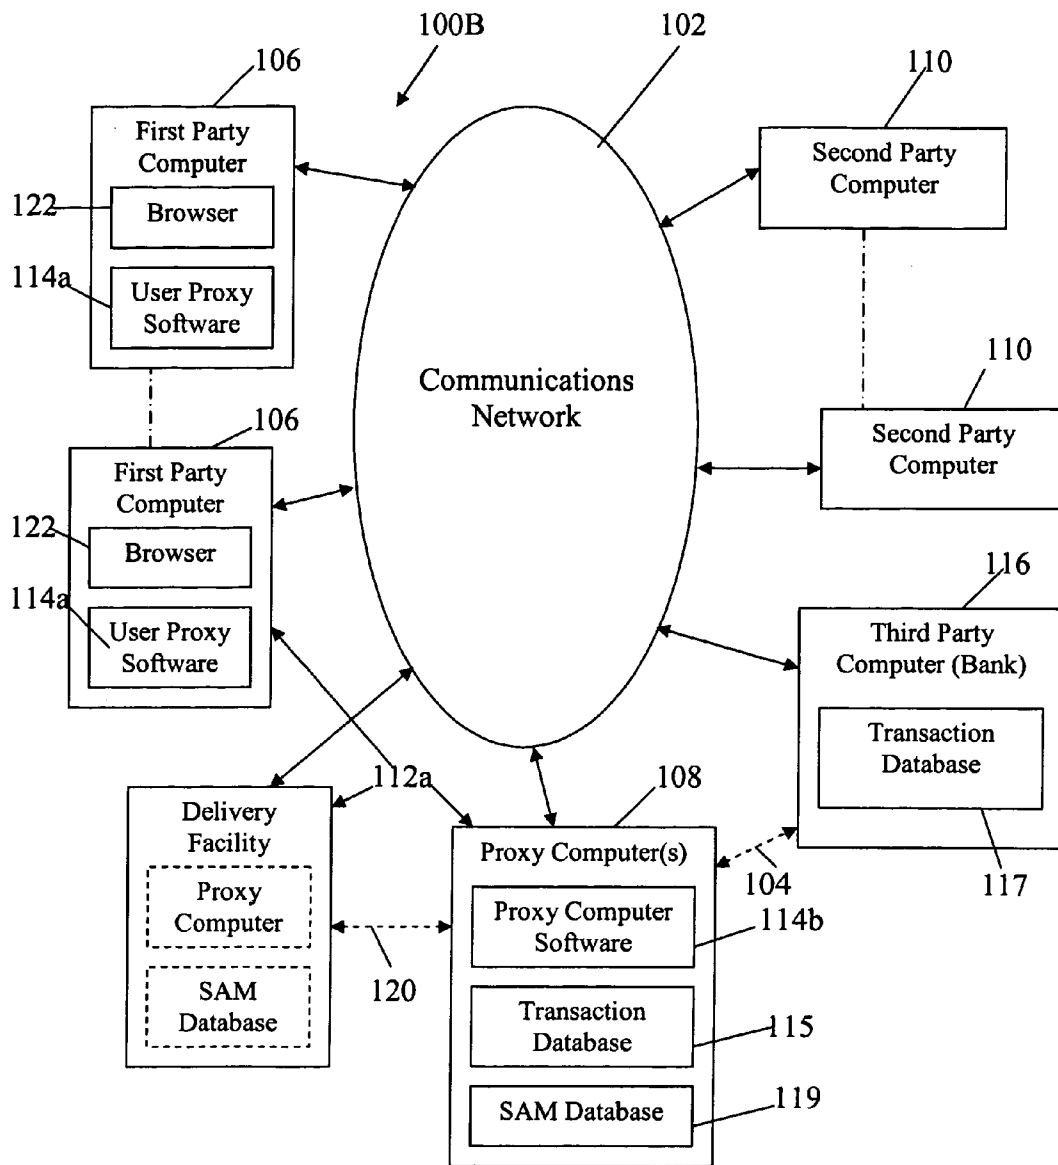 100B
102
106
110
First Party
Computer
Second Party
Computer
122
Browser
114a
User Proxy
Software
Communications
Network
110
106
Second Party
Computer
First Party
Computer
122
Browser
114a
User Proxy
Software
116
Third Party
Computer (Bank)
Transaction
Database
117
112a
108
Delivery
Facility
Proxy
Computer
SAM
Database
Proxy Computer(s)
104
Proxy Computer
Software
114b
120
Transaction
Database
115
SAM Database
119